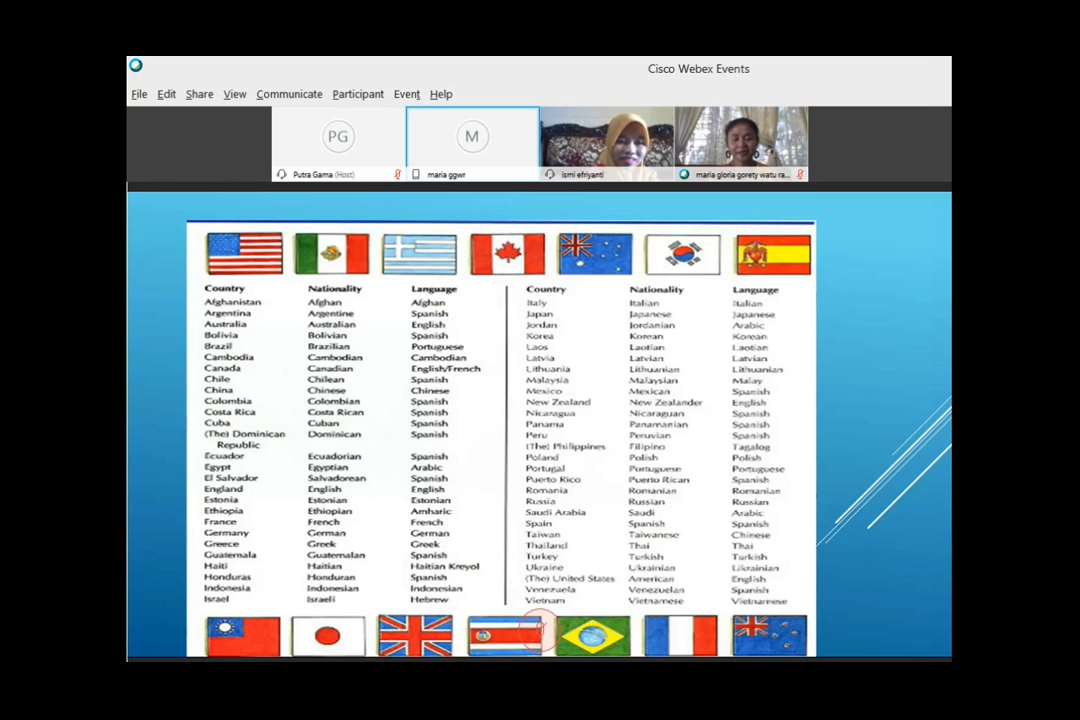 Cisco Webex Events
File Edit Share View Communicate Participant Event Help
PG
M
Putra Gama (Host)
maria ggwr
ismi efriyanti
maria gloria gorety watu ra...
Country Nationality Language
Afghanistan Afghan Afghan
Argentina Argentine Spanish
Australia Australian English
Bolivia Bolivian Spanish
Brazil Brazilian Portuguese
Cambodia Cambodian Cambodian
Canada Canadian English/French
Chile Chilean Spanish
China Chinese Chinese
Colombia Colombian Spanish
Costa Rica Costa Rican Spanish
Cuba Cuban Spanish
(The) Dominican Dominican Spanish
Republic
Ecuador Ecuadorian Spanish
Egypt Egyptian Arabic
El Salvador Salvadorean Spanish
England English English
Estonia Estonian Estonian
Ethiopia Ethiopian Amharic
France French French
Germany German German
Greece Greek Greek
Guatemala Guatemalan Spanish
Haiti Haitian Haitian Kreyol
Honduras Honduran Spanish
Indonesia Indonesian Indonesian
Israel Israeli Hebrew
Country Nationality Language
Italy Italian Italian
Japan Japanese Japanese
Jordan Jordanian Arabic
Korea Korean Korean
Laos Laotian Laotian
Latvia Latvian Latvian
Lithuania Lithuanian Lithuanian
Malaysia Malaysian Malay
Mexico Mexican Spanish
New Zealand New Zealander English
Nicaragua Nicaraguan Spanish
Panama Panamanian Spanish
Peru Peruvian Spanish
(The) Philippines Filipino Tagalog
Poland Polish Polish
Portugal Portuguese Portuguese
Puerto Rico Puerto Rican Spanish
Romania Romanian Romanian
Russia Russian Russian
Saudi Arabia Saudi Arabic
Spain Spanish Spanish
Taiwan Taiwanese Chinese
Thailand Thai Thai
Turkey Turkish Turkish
Ukraine Ukrainian Ukrainian
(The) United States American English
Venezuela Venezuelan Spanish
Vietnam Vietnamese Vietnamese